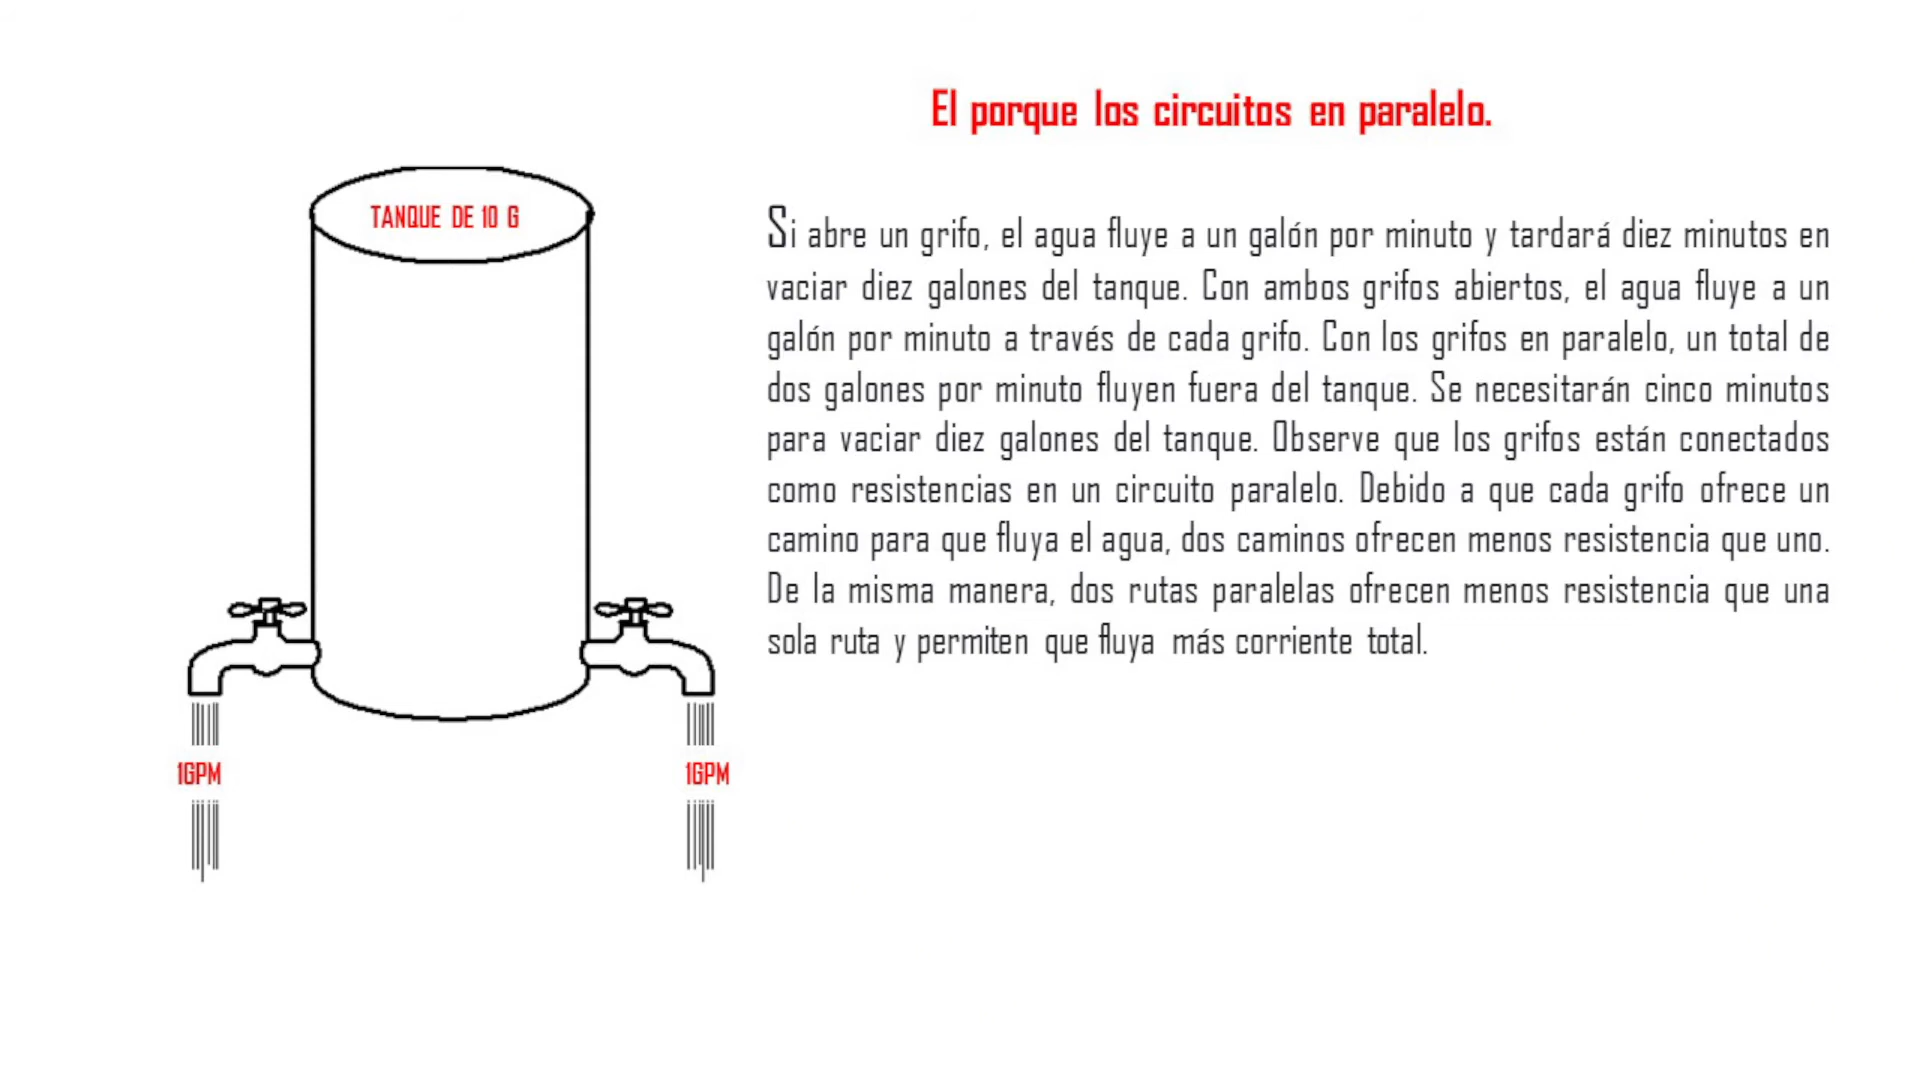 El porque los circuitos en paralelo.
TANQUE DE 10 G
Si abre un grifo, el agua fluye a un galón por minuto y tardará diez minutos en
vaciar diez galones del tanque. Con ambos grifos abiertos, el agua fluye a un
galón por minuto a través de cada grifo. Con los grifos en paralelo, un total de
dos galones por minuto fluyen fuera del tanque. Se necesitarán cinco minutos
para vaciar diez galones del tanque. Observe que los grifos están conectados
como resistencias en un circuito paralelo. Debido a que cada grifo ofrece un
camino para que fluya el agua, dos caminos ofrecen menos resistencia que uno.
De la misma manera, dos rutas paralelas ofrecen menos resistencia que una
sola ruta y permiten que fluya más corriente total.
1GPM
1GPM